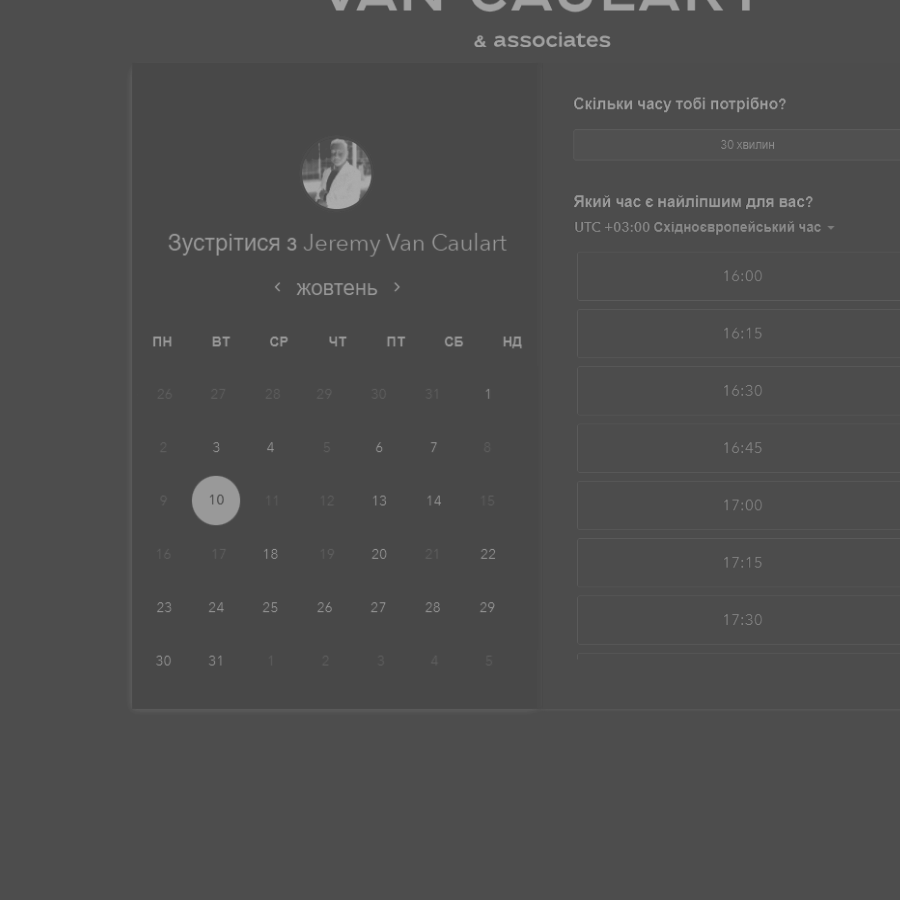 VAN CAULART
& associates
Зустрітися з Jeremy Van Caulart
жовтень
ПН ВТ СР ЧТ ПТ СБ НД
26 27 28 29 30 31 1
2 3 4 5 6 7 8
9 10 11 12 13 14 15
16 17 18 19 20 21 22
23 24 25 26 27 28 29
30 31 1 2 3 4 5
Скільки часу тобі потрібно?
30 хвилин
Який час є найліпшим для вас?
UTC +03:00 Східноєвропейський час
16:00
16:15
16:30
16:45
17:00
17:15
17:30